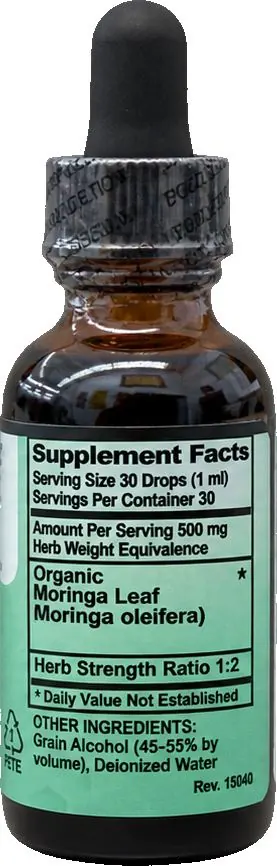 Supplement Facts
Serving Size 30 Drops (1 ml)
Servings Per Container 30
Amount Per Serving 500 mg
Herb Weight Equivalence
Organic *
Moringa Leaf
Moringa oleifera)
Herb Strength Ratio 1:2
* Daily Value Not Established
OTHER INGREDIENTS:
Grain Alcohol (45-55% by
volume), Deionized Water
1
PETE
Rev. 15040